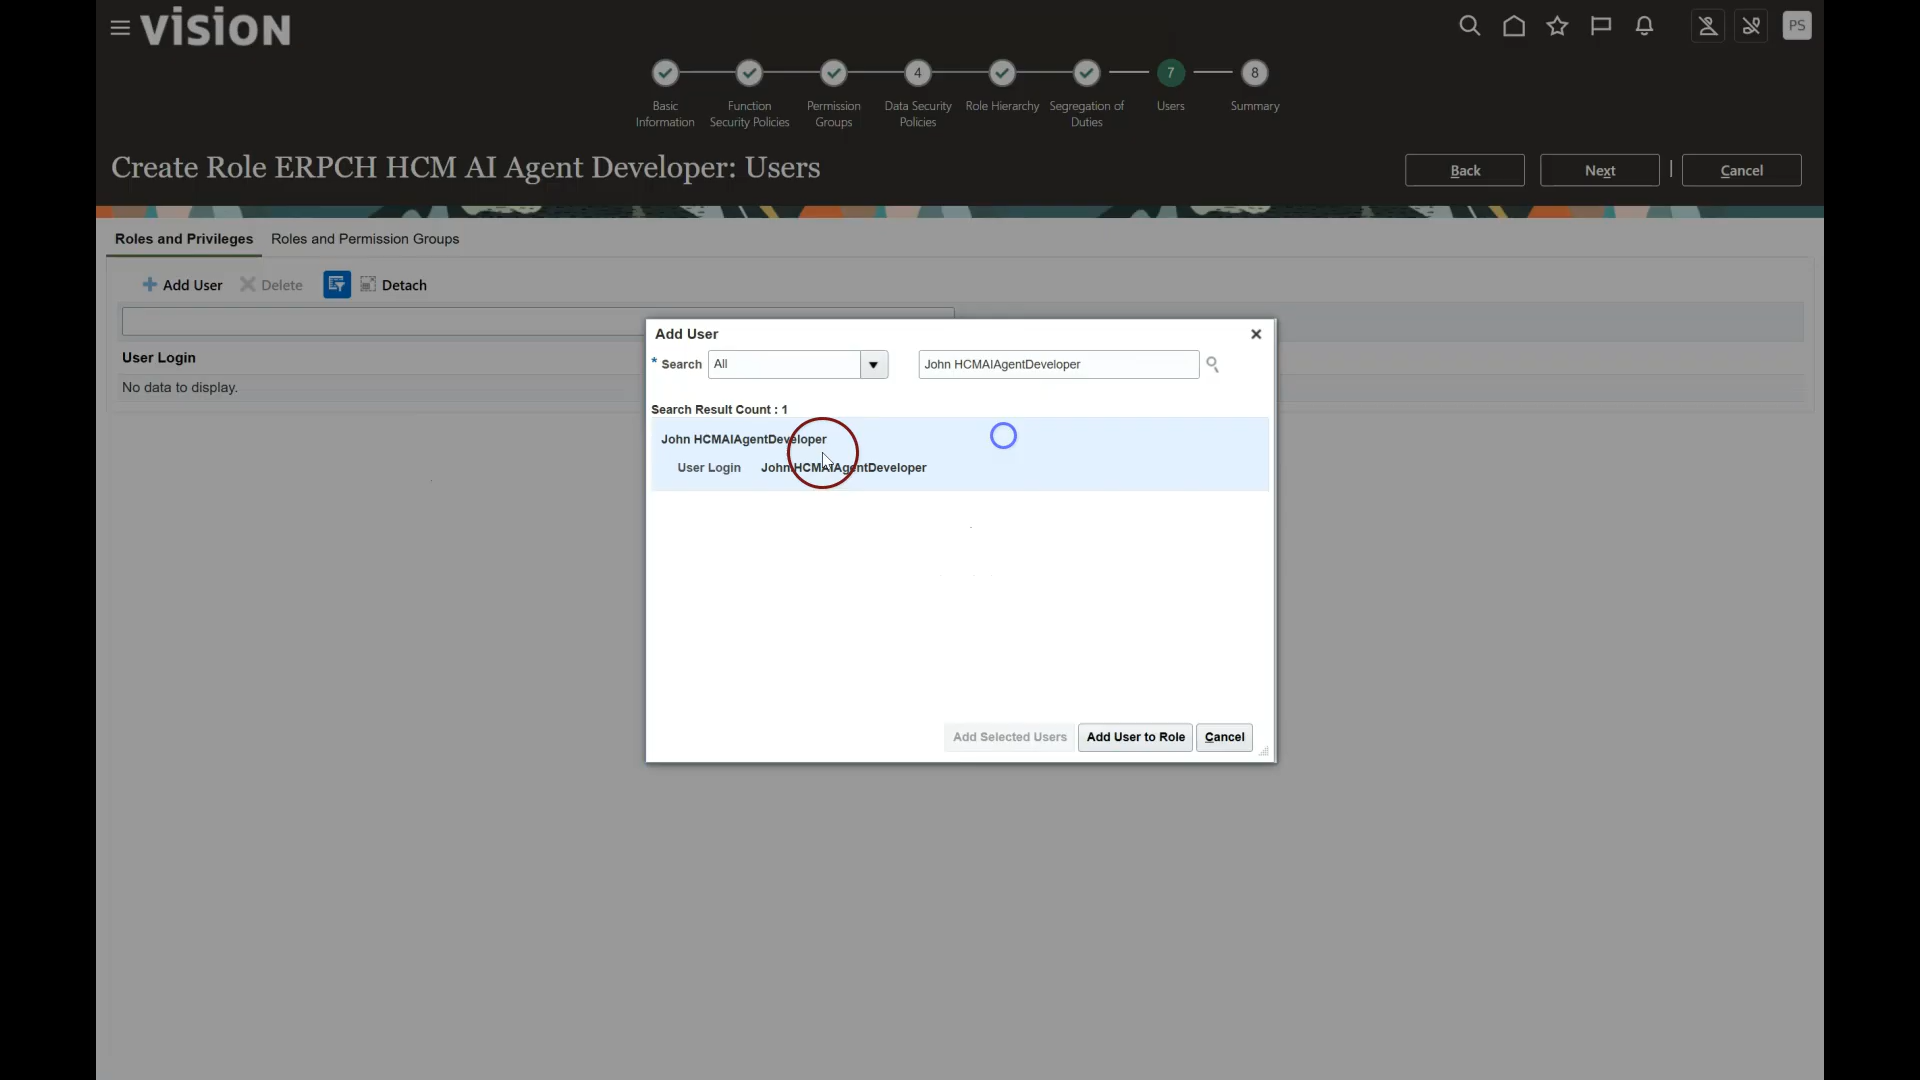 vision
PS
4
7
8
Basic Information
Function Security Policies
Permission Groups
Data Security Policies
Role Hierarchy
Segregation of Duties
Users
Summary
Create Role ERPCH HCM AI Agent Developer: Users
Back
Next
Cancel
Roles and Privileges
Roles and Permission Groups
Add User
Delete
Detach
User Login
No data to display.
Add User
* Search
All
John HCMAIAgentDeveloper
Search Result Count : 1
John HCMAIAgentDeveloper
User Login
John.HCMAIAgentDeveloper
Add Selected Users
Add User to Role
Cancel